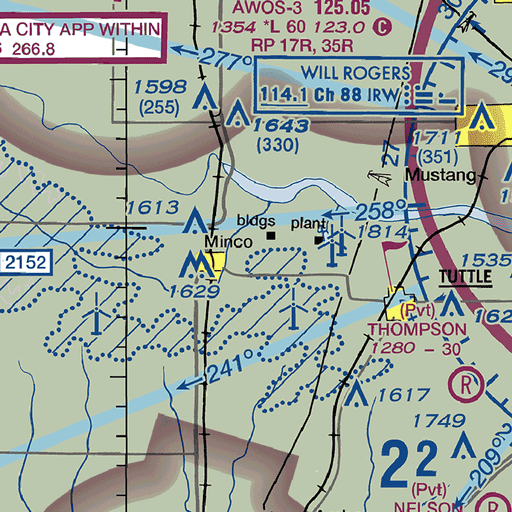 AWOS-3 125.05
A CITY APP WITHIN
1354 *L 60 123.0 C
266.8
RP 17R, 35R
277°
WILL ROGERS
1598
(255)
114.1 Ch 88 IRW
1643
(330)
1711
(351)
27
Mustang
1613
bldgs
plant
258°
1814
Minco
2152
1535
TUTTLE
1629
(Pvt)
THOMPSON
1280 - 30
162
241°
1617
R
1749
22
(Pvt)
NELSON
209°
R